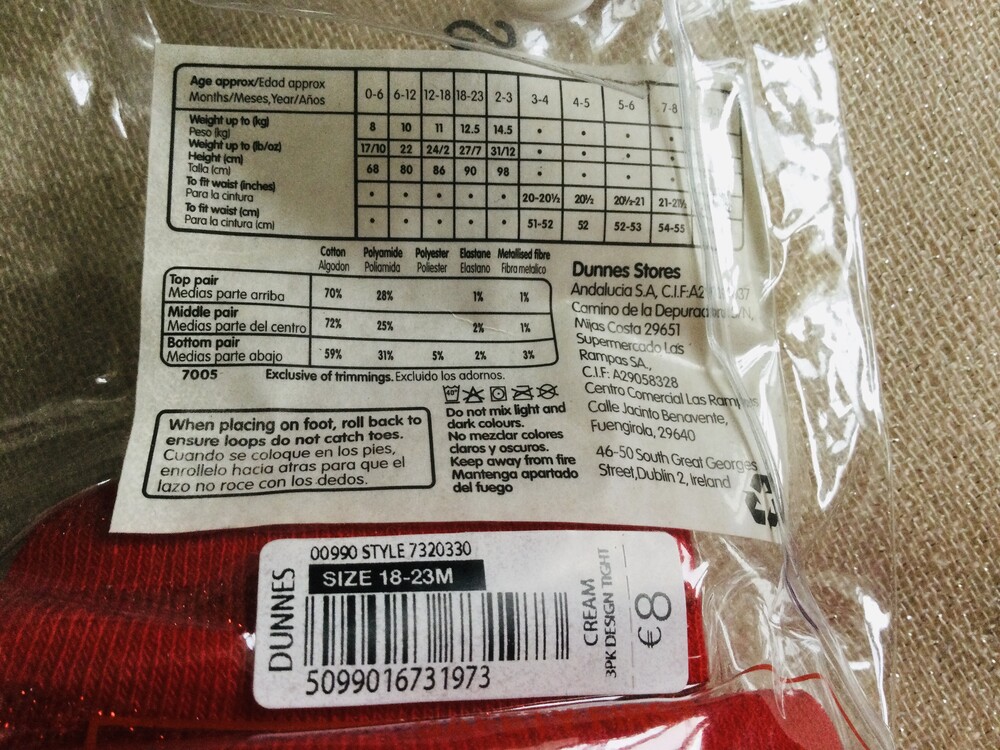 Age approx/Edad approx
Months/Meses,Year/Años 0-6 6-12 12-18 18-23 2-3 3-4 4-5 5-6 7-8
Weight up to (kg)
Peso (kg) 8 10 11 12.5 14.5 • • • •
Weight up to (lb/oz) 17/10 22 24/2 27/7 31/12 • • • •
Height (cm)
Talla (cm) 68 80 86 90 98 • • • •
To fit waist (inches)
Para la cintura • • • • • 20-20½ 20½ 20½-21 21-21½
To fit waist (cm)
Para la cintura (cm) • • • • • 51-52 52 52-53 54-55
Cotton Polyamide Polyester Elastane Metallised fibre
Algodon Poliamida Poliester Elastano Fibra metalico
Top pair
Medias parte arriba 70% 28% 1% 1%
Middle pair
Medias parte del centro 72% 25% 2% 1%
Bottom pair
Medias parte abajo 59% 31% 5% 2% 3%
7005 Exclusive of trimmings. Excluido los adornos.
When placing on foot, roll back to
ensure loops do not catch toes.
Cuando se coloque en los pies,
enrollelo hacia atras para que el
lazo no roce con los dedos.
40°
Do not mix light and
dark colours.
No mezclar colores
claros y oscuros.
Keep away from fire
Mantenga apartado
del fuego
Dunnes Stores
Andalucia S.A, C.I.F:
Camino de la
Mijas Costa 29651
Supermercado Las
Rampas SA.,
C.I.F: A29058328
Centro Comercial Las
Calle Jacinto Benavente,
Fuengirola, 29640
46-50 South Great Georges
Street,Dublin 2, Ireland
DUNNES
00990 STYLE 7320330
SIZE 18-23M
5099016731973
CREAM
3PK DESIGN TIGHT
€8